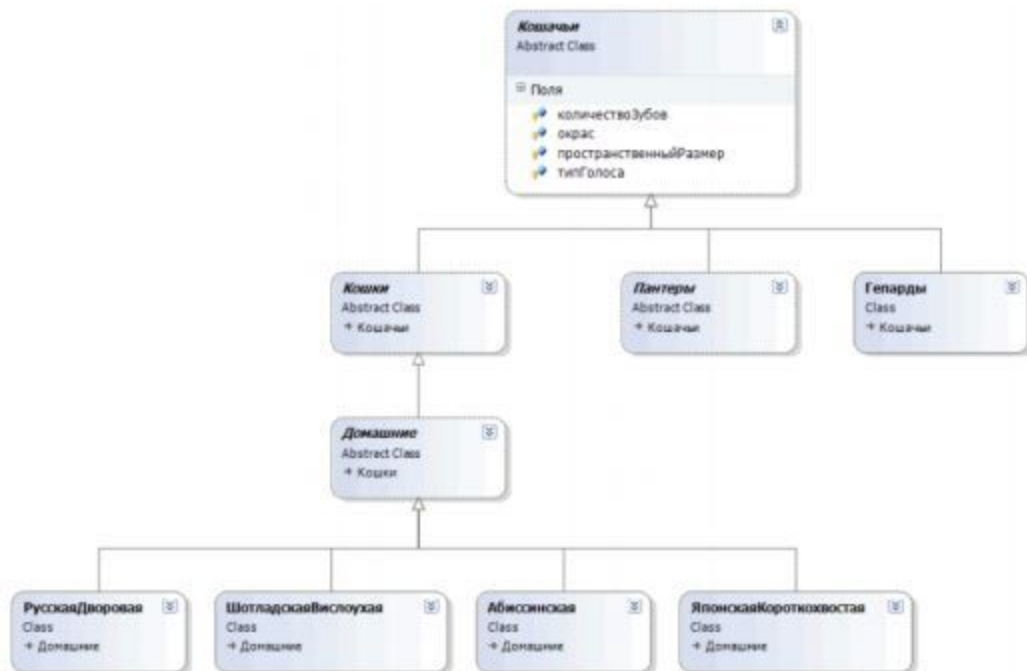 Кошачьи
Abstract Class
Поля
количествоЗубов
окрас
пространственныйРазмер
типГолоса
Кошки
Abstract Class
→ Кошачьи
Пантеры
Abstract Class
→ Кошачьи
Гепарды
Class
→ Кошачьи
Домашние
Abstract Class
→ Кошки
РусскаяДворовая
Class
→ Домашние
ШотладскаяВислоухая
Class
→ Домашние
Абиссинская
Class
→ Домашние
ЯпонскаяКороткохвостая
Class
→ Домашние